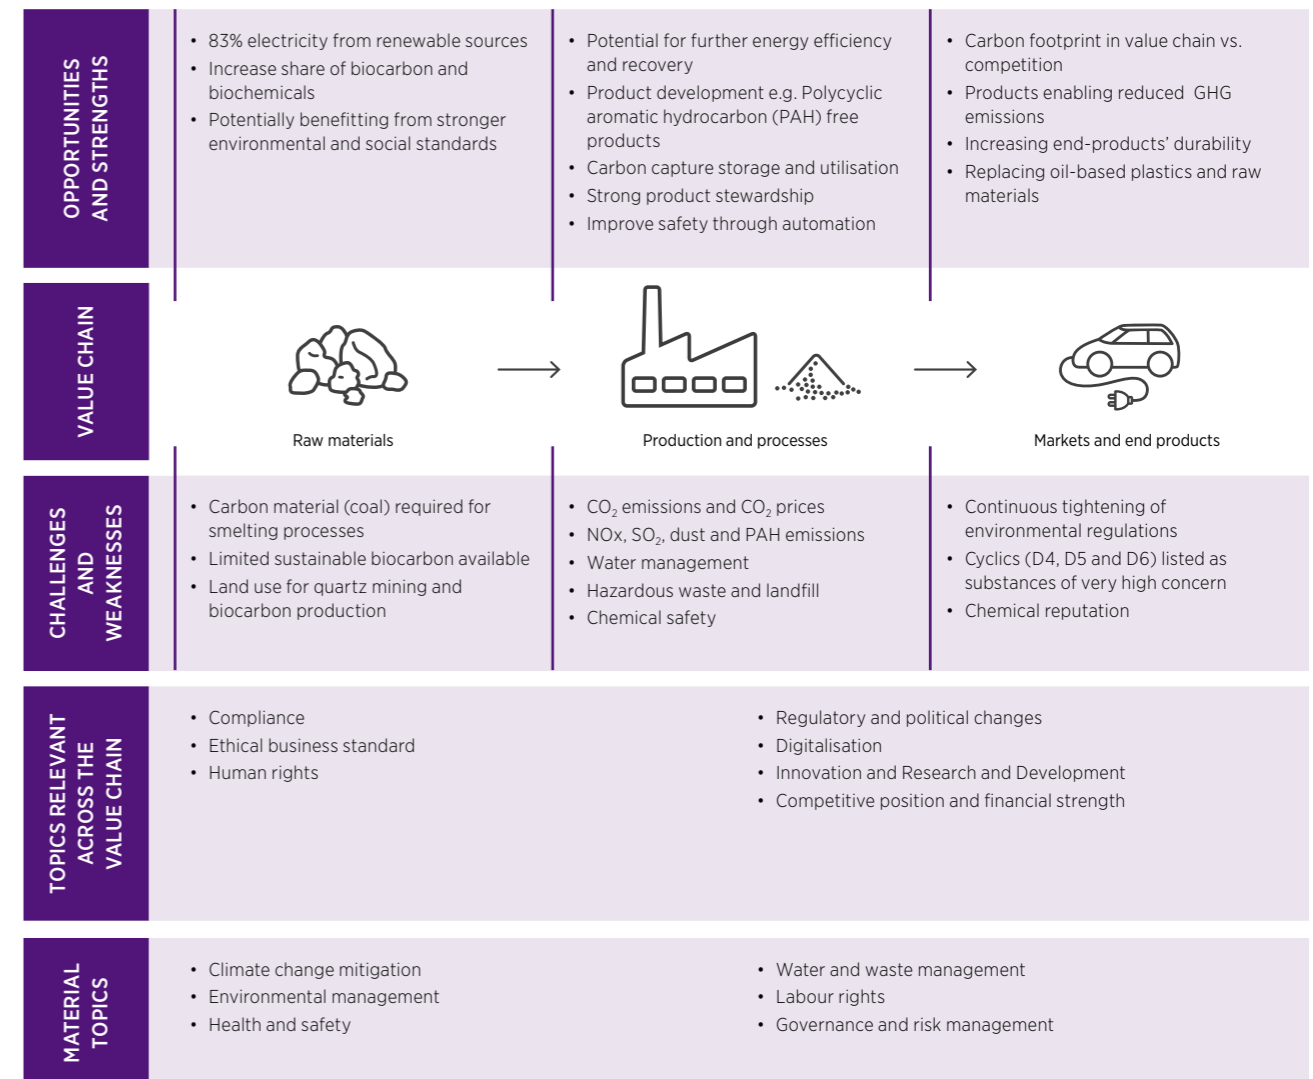 OPPORTUNITIES
AND STRENGTHS
• 83% electricity from renewable sources
• Increase share of biocarbon and
biochemicals
• Potentially benefitting from stronger
environmental and social standards
• Potential for further energy efficiency
and recovery
• Product development e.g. Polycyclic
aromatic hydrocarbon (PAH) free
products
• Carbon capture storage and utilisation
• Strong product stewardship
• Improve safety through automation
• Carbon footprint in value chain vs.
competition
• Products enabling reduced GHG
emissions
• Increasing end-products’ durability
• Replacing oil-based plastics and raw
materials
VALUE CHAIN
Raw materials
Production and processes
Markets and end products
CHALLENGES
AND
WEAKNESSES
• Carbon material (coal) required for
smelting processes
• Limited sustainable biocarbon available
• Land use for quartz mining and
biocarbon production
• CO₂ emissions and CO₂ prices
• NOx, SO₂, dust and PAH emissions
• Water management
• Hazardous waste and landfill
• Chemical safety
• Continuous tightening of
environmental regulations
• Cyclics (D4, D5 and D6) listed as
substances of very high concern
• Chemical reputation
TOPICS RELEVANT
ACROSS THE
VALUE CHAIN
• Compliance
• Ethical business standard
• Human rights
• Regulatory and political changes
• Digitalisation
• Innovation and Research and Development
• Competitive position and financial strength
MATERIAL
TOPICS
• Climate change mitigation
• Environmental management
• Health and safety
• Water and waste management
• Labour rights
• Governance and risk management